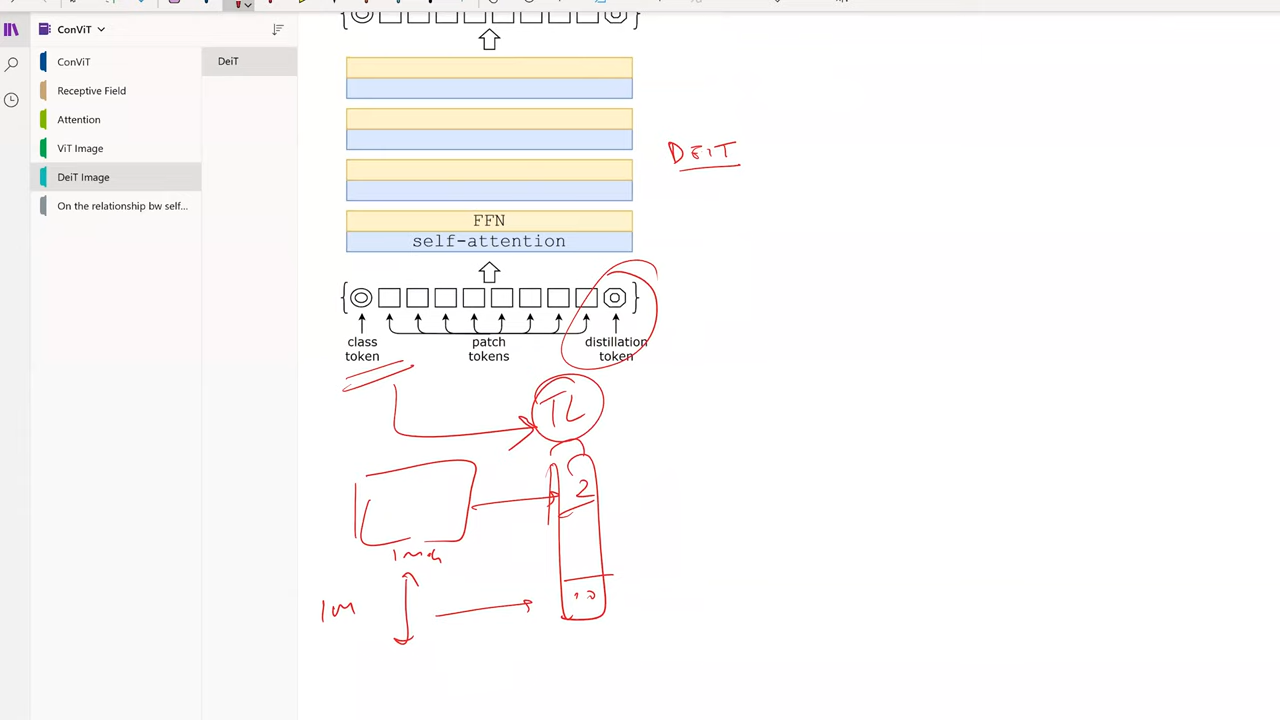 ConViT
ConViT
Receptive Field
Attention
ViT Image
DeiT Image
On the relationship bw self...
DeiT
DEiT
FFN
self-attention
class
token
patch
tokens
distillation
token
TL
2
1M